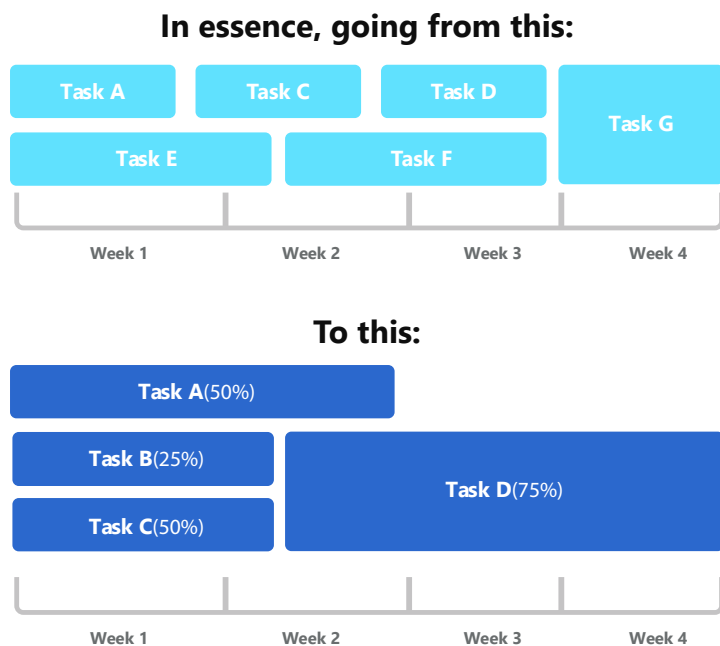 In essence, going from this:
Task A
Task C
Task D
Task G
Task E
Task F
Week 1
Week 2
Week 3
Week 4
To this:
Task A(50%)
Task B(25%)
Task D(75%)
Task C(50%)
Week 1
Week 2
Week 3
Week 4